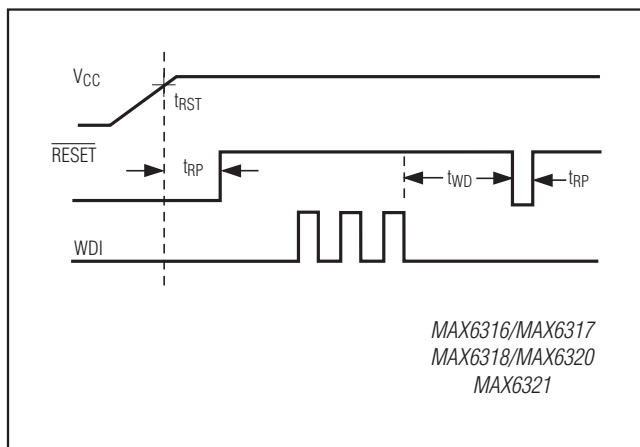 VCC
tRST
RESET
tRP
tWD
tRP
WDI
MAX6316/MAX6317
MAX6318/MAX6320
MAX6321